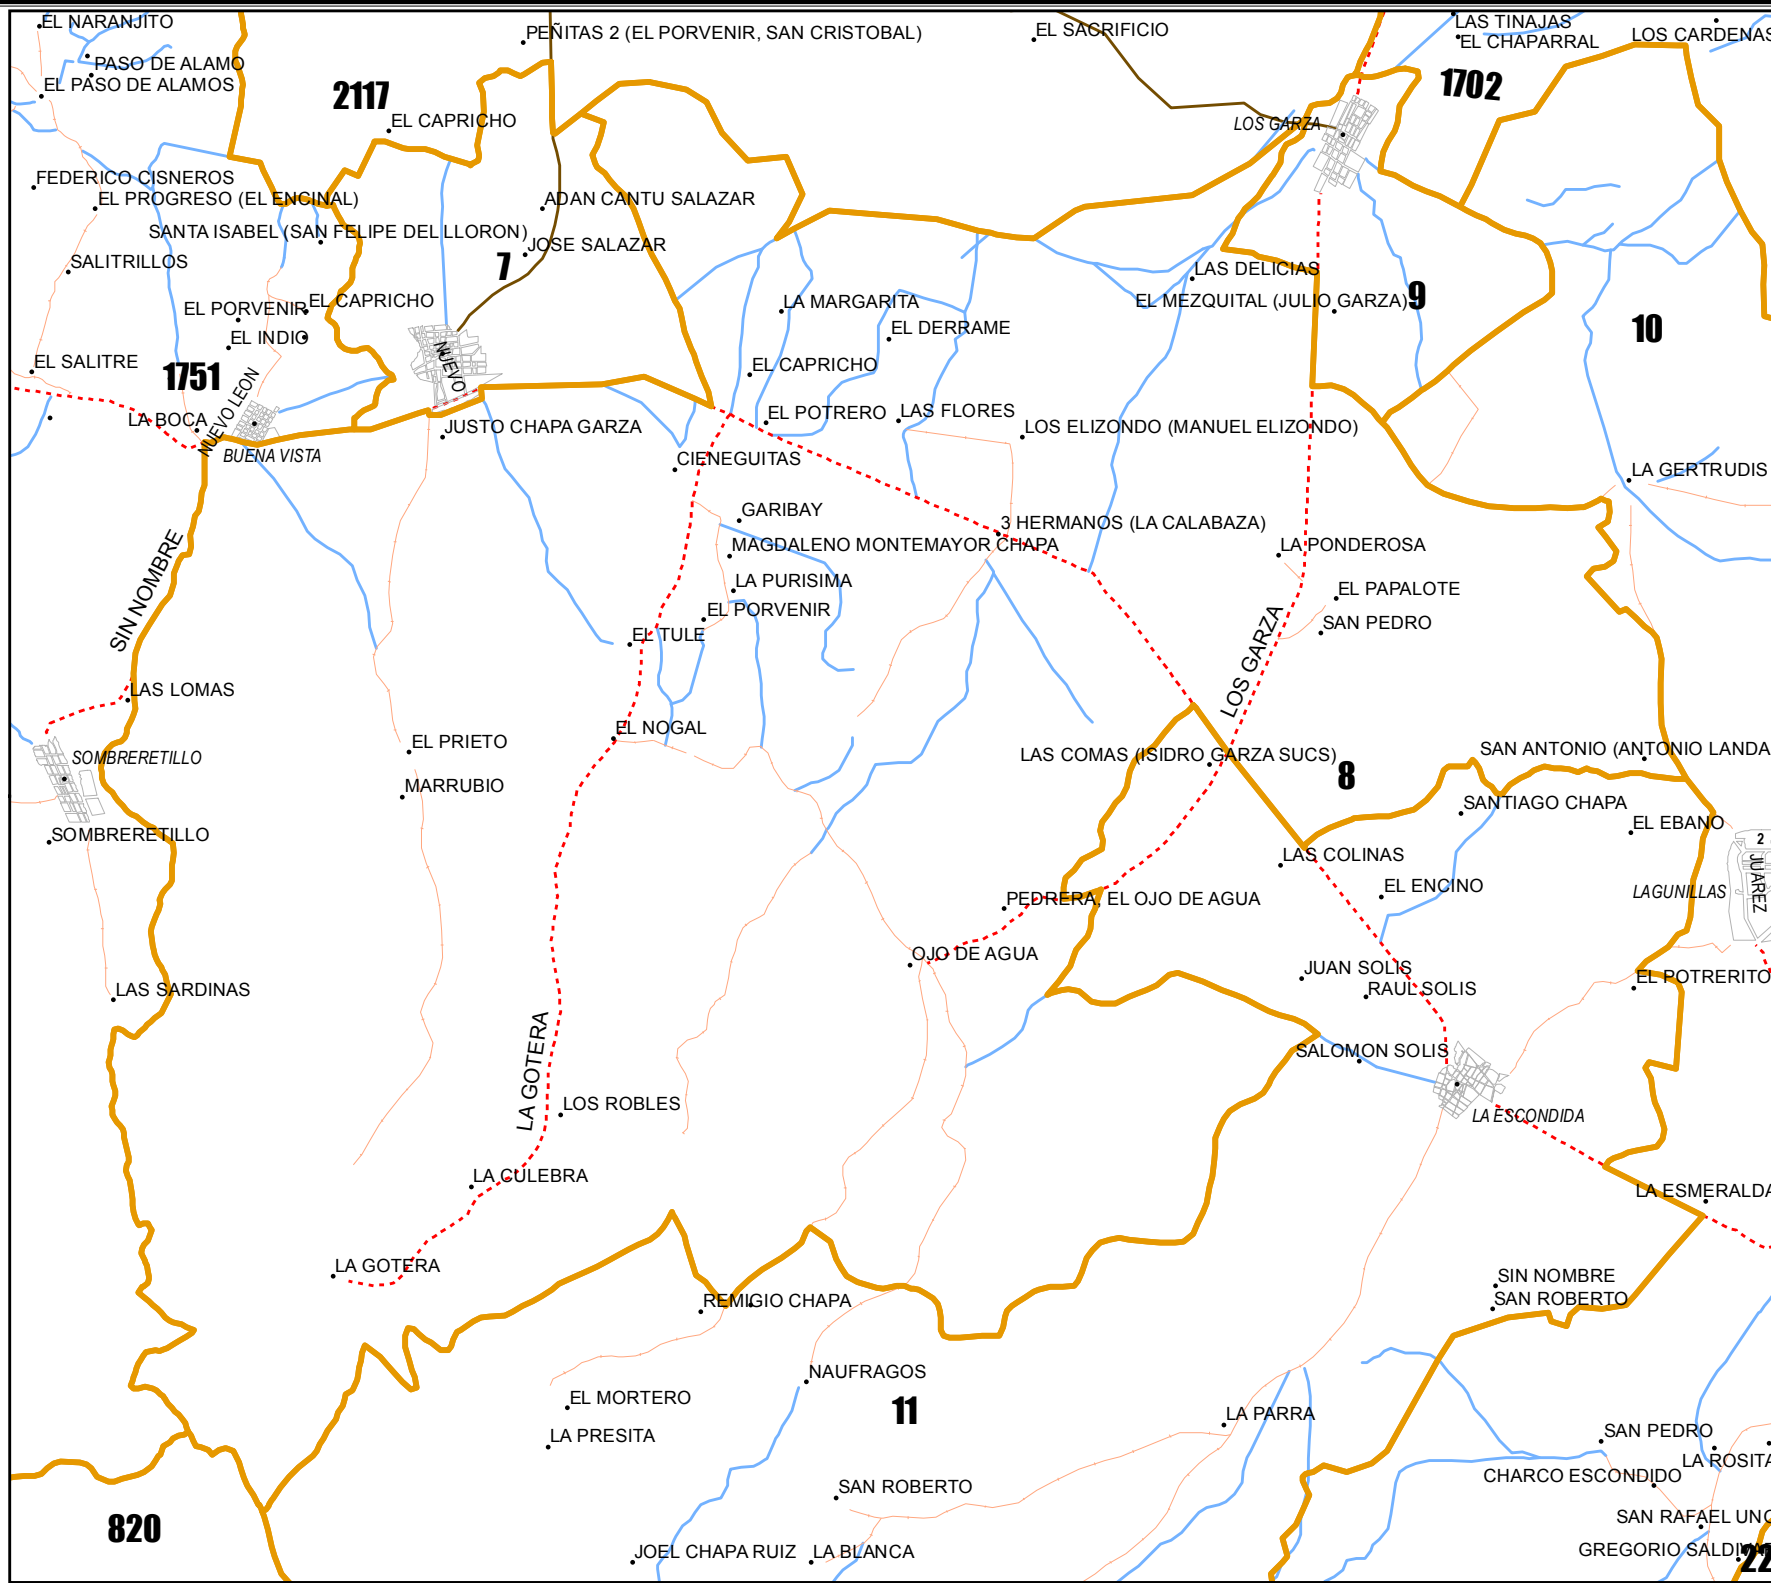 EL NARANJITO
PEÑITAS 2 (EL PORVENIR, SAN CRISTOBAL)
EL SACRIFICIO
LAS TINAJAS
EL CHAPARRAL
LOS CARDENAS
PASO DE ALAMO
EL PASO DE ALAMOS
2117
1702
EL CAPRICHO
LOS GARZA
FEDERICO CISNEROS
EL PROGRESO (EL ENCINAL)
ADAN CANTU SALAZAR
SANTA ISABEL (SAN FELIPE DEL LLORON)
JOSE SALAZAR
7
SALITRILLOS
LAS DELICIAS
EL PORVENIR
EL CAPRICHO
LA MARGARITA
EL MEZQUITAL (JULIO GARZA)
9
10
EL INDIO
EL DERRAME
EL SALITRE
1751
NUEVO
EL CAPRICHO
NUEVO LEON
LA BOCA
BUENA VISTA
JUSTO CHAPA GARZA
EL POTRERO
LAS FLORES
LOS ELIZONDO (MANUEL ELIZONDO)
CIENEGUITAS
LA GERTRUDIS
GARIBAY
3 HERMANOS (LA CALABAZA)
MAGDALENO MONTEMAYOR CHAPA
LA PONDEROSA
SIN NOMBRE
LA PURISIMA
EL PAPALOTE
EL PORVENIR
SAN PEDRO
EL TULE
LOS GARZA
LAS LOMAS
EL NOGAL
EL PRIETO
SOMBRERETILLO
LAS COMAS (ISIDRO GARZA SUCS)
8
SAN ANTONIO (ANTONIO LANDA
MARRUBIO
SANTIAGO CHAPA
SOMBRERETILLO
EL EBANO
2
JUAREZ
LAS COLINAS
EL ENCINO
LAGUNILLAS
PEDRERA, EL OJO DE AGUA
OJO DE AGUA
JUAN SOLIS
RAUL SOLIS
EL POTRERITO
LAS SARDINAS
LA GOTERA
SALOMON SOLIS
LOS ROBLES
LA ESCONDIDA
LA CULEBRA
LA ESMERALDA
LA GOTERA
SIN NOMBRE
SAN ROBERTO
REMIGIO CHAPA
NAUFRAGOS
EL MORTERO
11
LA PARRA
LA PRESITA
SAN PEDRO
LA ROSITA
CHARCO ESCONDIDO
SAN ROBERTO
820
SAN RAFAEL UNO
JOEL CHAPA RUIZ
LA BLANCA
GREGORIO
22